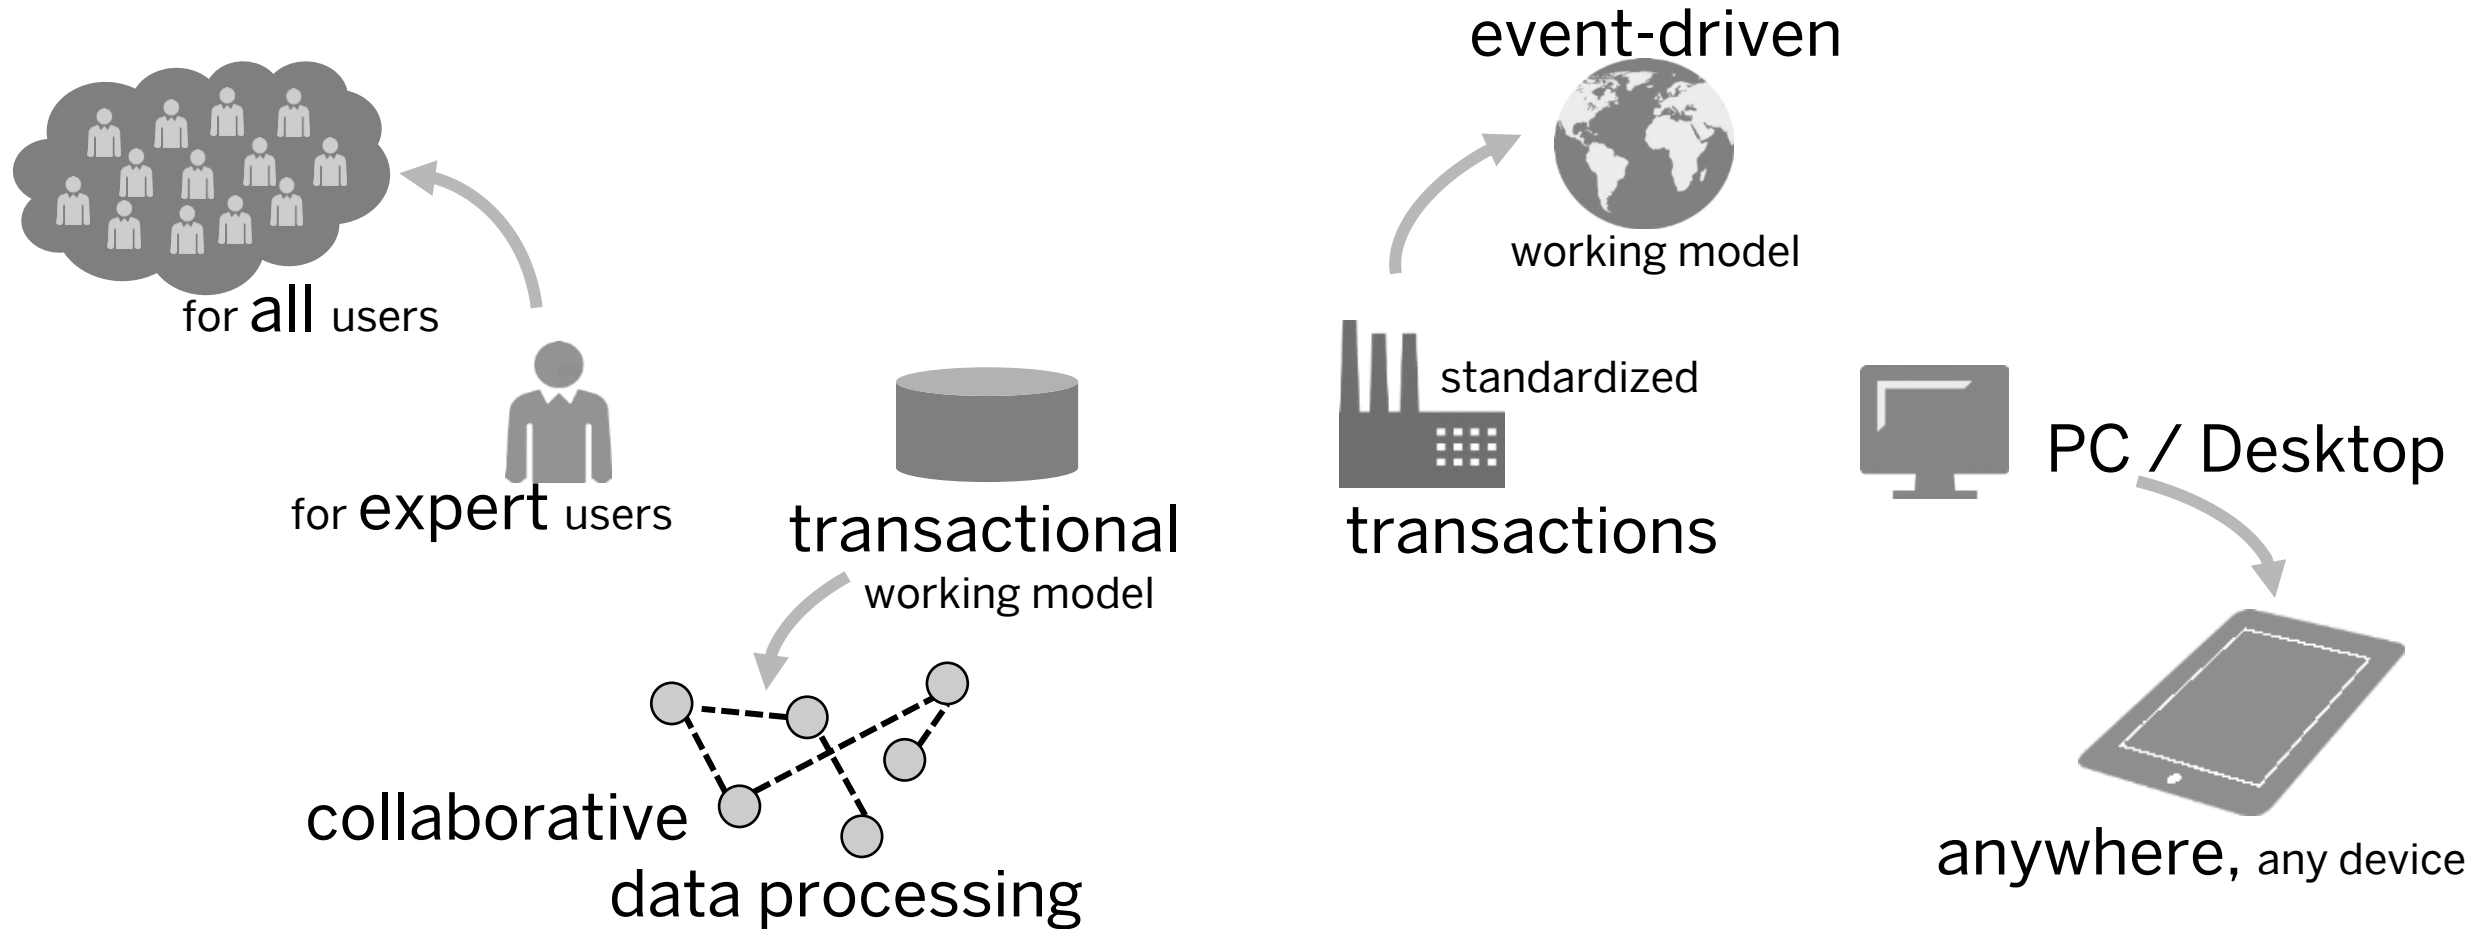 event-driven
working model
for all users
standardized
PC / Desktop
for expert users
transactional
working model
transactions
collaborative
data processing
anywhere, any device